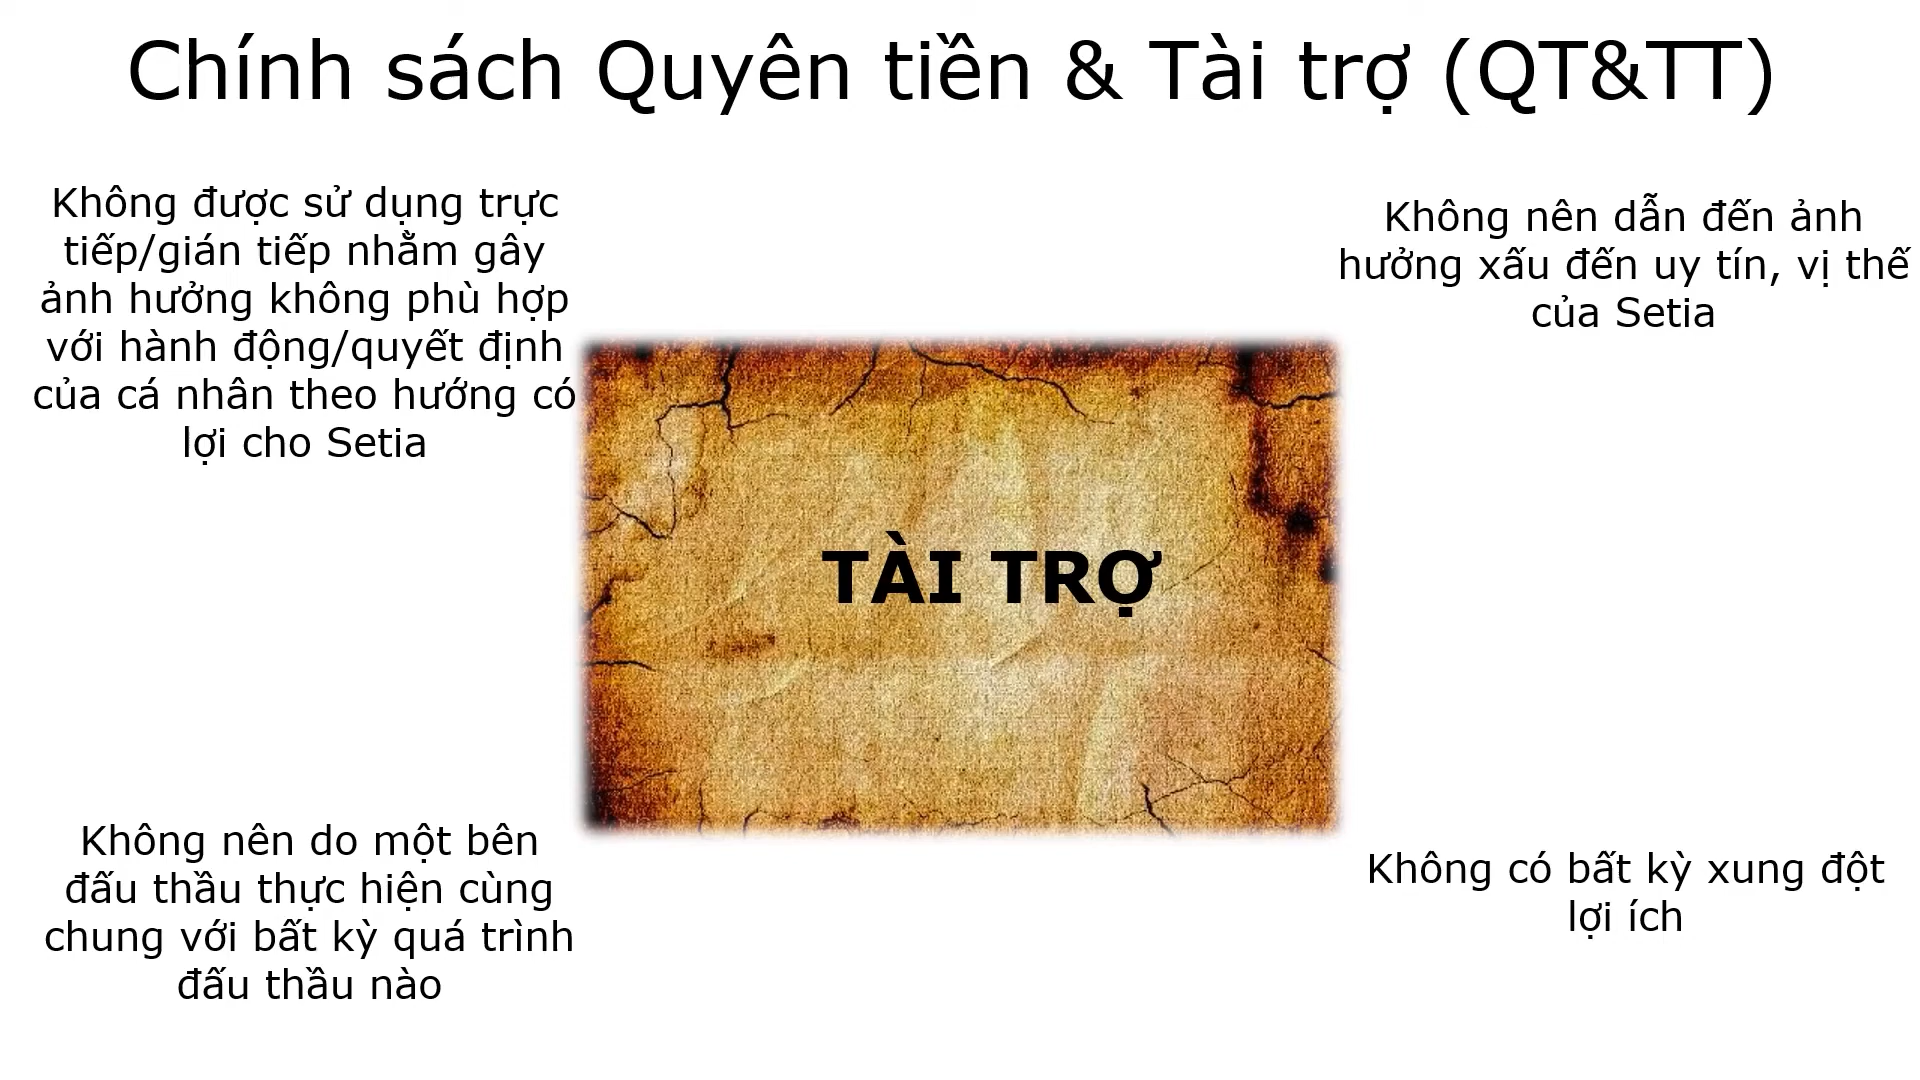 Chính sách Quyên tiền & Tài trợ (QT&TT)
Không được sử dụng trực
tiếp/gián tiếp nhằm gây
ảnh hưởng không phù hợp
với hành động/quyết định
của cá nhân theo hướng có
lợi cho Setia
Không nên dẫn đến ảnh
hưởng xấu đến uy tín, vị thế
của Setia
TÀI TRỢ
Không nên do một bên
đấu thầu thực hiện cùng
chung với bất kỳ quá trình
đấu thầu nào
Không có bất kỳ xung đột
lợi ích